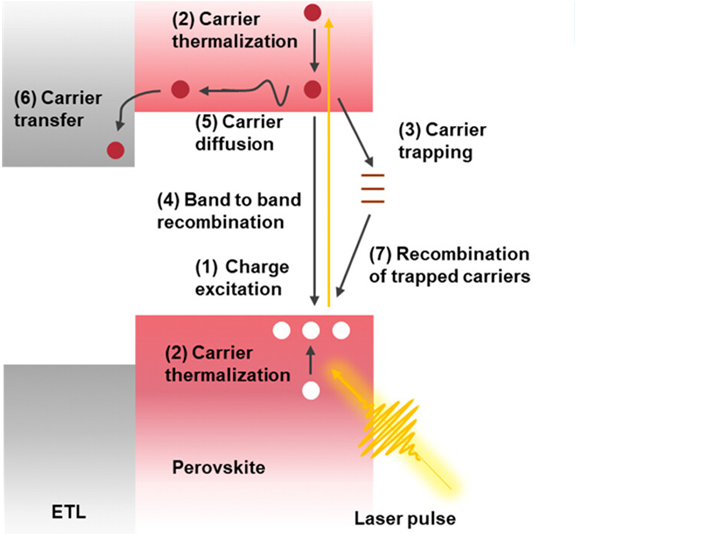 (2) Carrier
thermalization
(6) Carrier
transfer
(5) Carrier
diffusion
(3) Carrier
trapping
(4) Band to band
recombination
(1) Charge
excitation
(7) Recombination
of trapped carriers
(2) Carrier
thermalization
Perovskite
ETL
Laser pulse